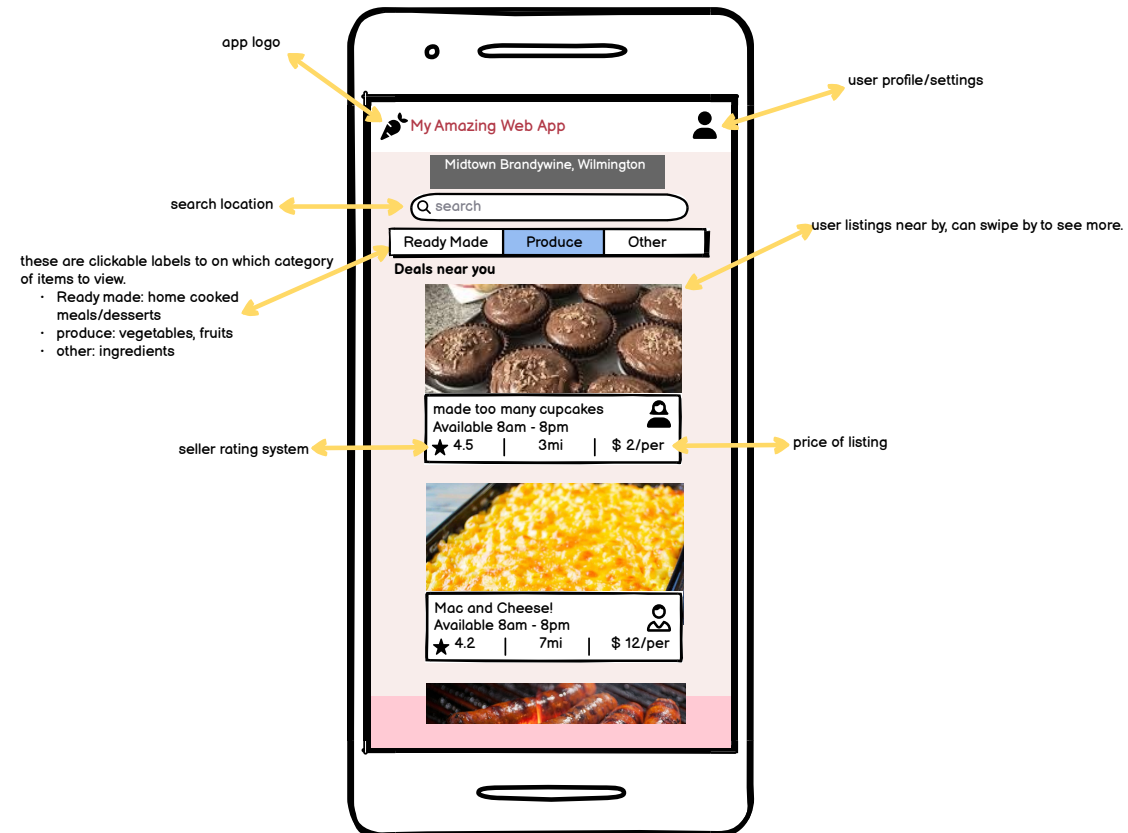 app logo
user profile/settings
My Amazing Web App
Midtown Brandywine, Wilmington
search location
search
user listings near by, can swipe by to see more.
Ready Made
Produce
Other
these are clickable labels to on which category
of items to view.
· Ready made: home cooked
meals/desserts
· produce: vegetables, fruits
· other: ingredients
Deals near you
made too many cupcakes
Available 8am - 8pm
4.5 | 3mi | $ 2/per
seller rating system
price of listing
Mac and Cheese!
Available 8am - 8pm
4.2 | 7mi | $ 12/per